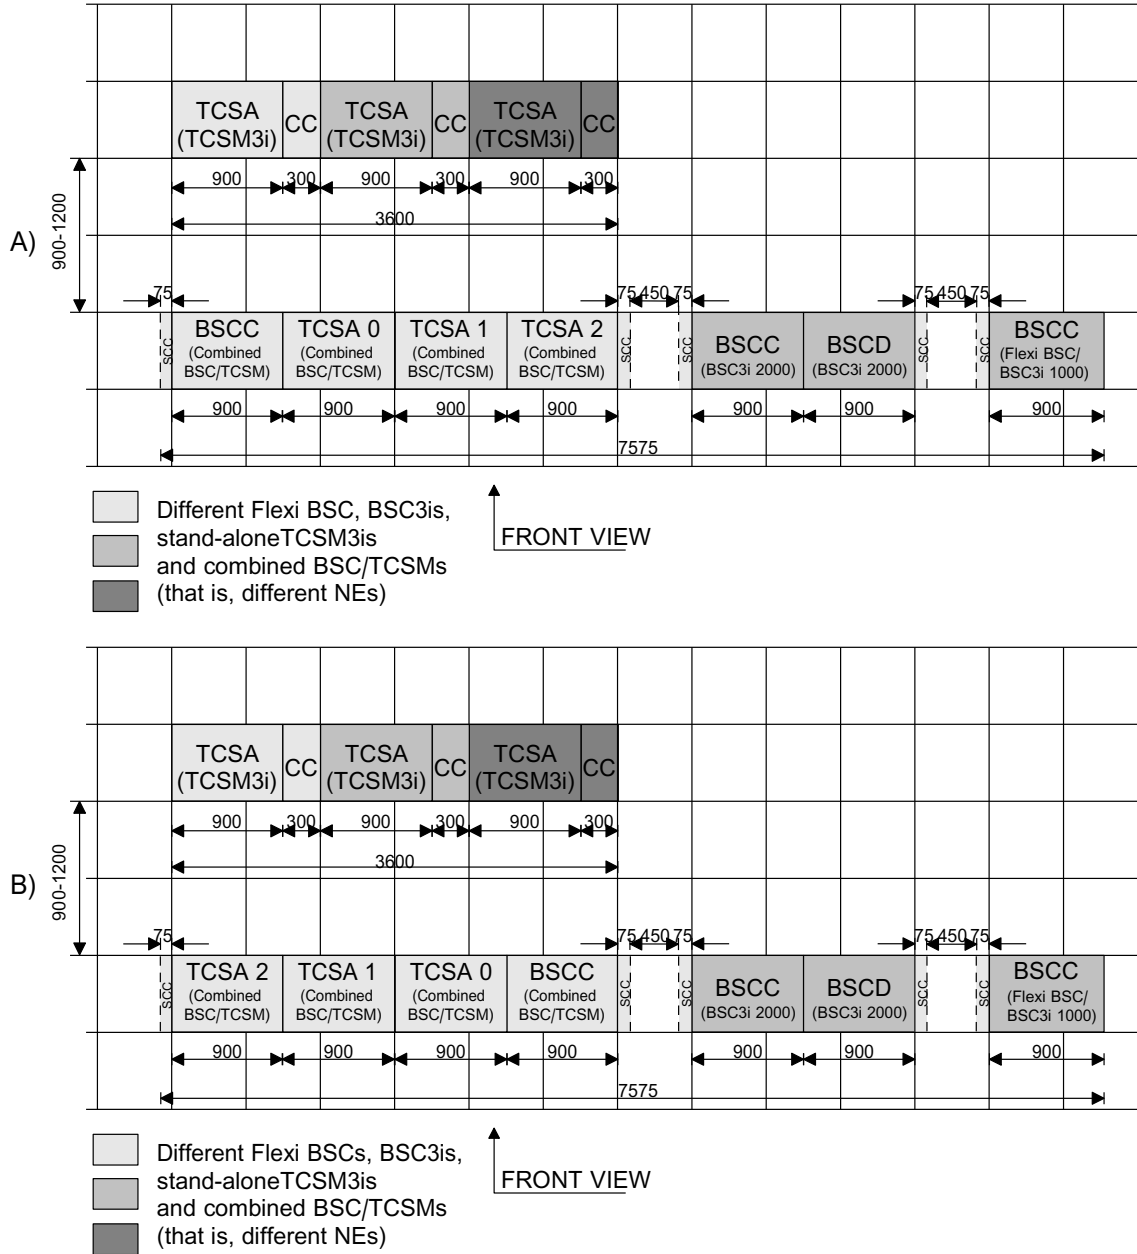 TCSA CC TCSA CC TCSA CC
(TCSM3i) (TCSM3i) (TCSM3i)
900 300 900 300 900 300
3600
A)
900-1200
75 75 450 75 75 450 75
SCC BSCC TCSA 0 TCSA 1 TCSA 2 SCC SCC BSCC BSCD SCC SCC BSCC
(Combined (Combined (Combined (Combined (BSC3i 2000) (BSC3i 2000) (Flexi BSC/
BSC/TCSM) BSC/TCSM) BSC/TCSM) BSC/TCSM) BSC3i 1000)
900 900 900 900 900 900 900
7575
Different Flexi BSC, BSC3is,
stand-aloneTCSM3is
and combined BSC/TCSMs
(that is, different NEs)
FRONT VIEW
TCSA CC TCSA CC TCSA CC
(TCSM3i) (TCSM3i) (TCSM3i)
900 300 900 300 900 300
3600
B)
900-1200
75 75 450 75 75 450 75
SCC TCSA 2 TCSA 1 TCSA 0 BSCC SCC SCC BSCC BSCD SCC SCC BSCC
(Combined (Combined (Combined (Combined (BSC3i 2000) (BSC3i 2000) (Flexi BSC/
BSC/TCSM) BSC/TCSM) BSC/TCSM) BSC/TCSM) BSC3i 1000)
900 900 900 900 900 900 900
7575
Different Flexi BSCs, BSC3is,
stand-aloneTCSM3is
and combined BSC/TCSMs
(that is, different NEs)
FRONT VIEW